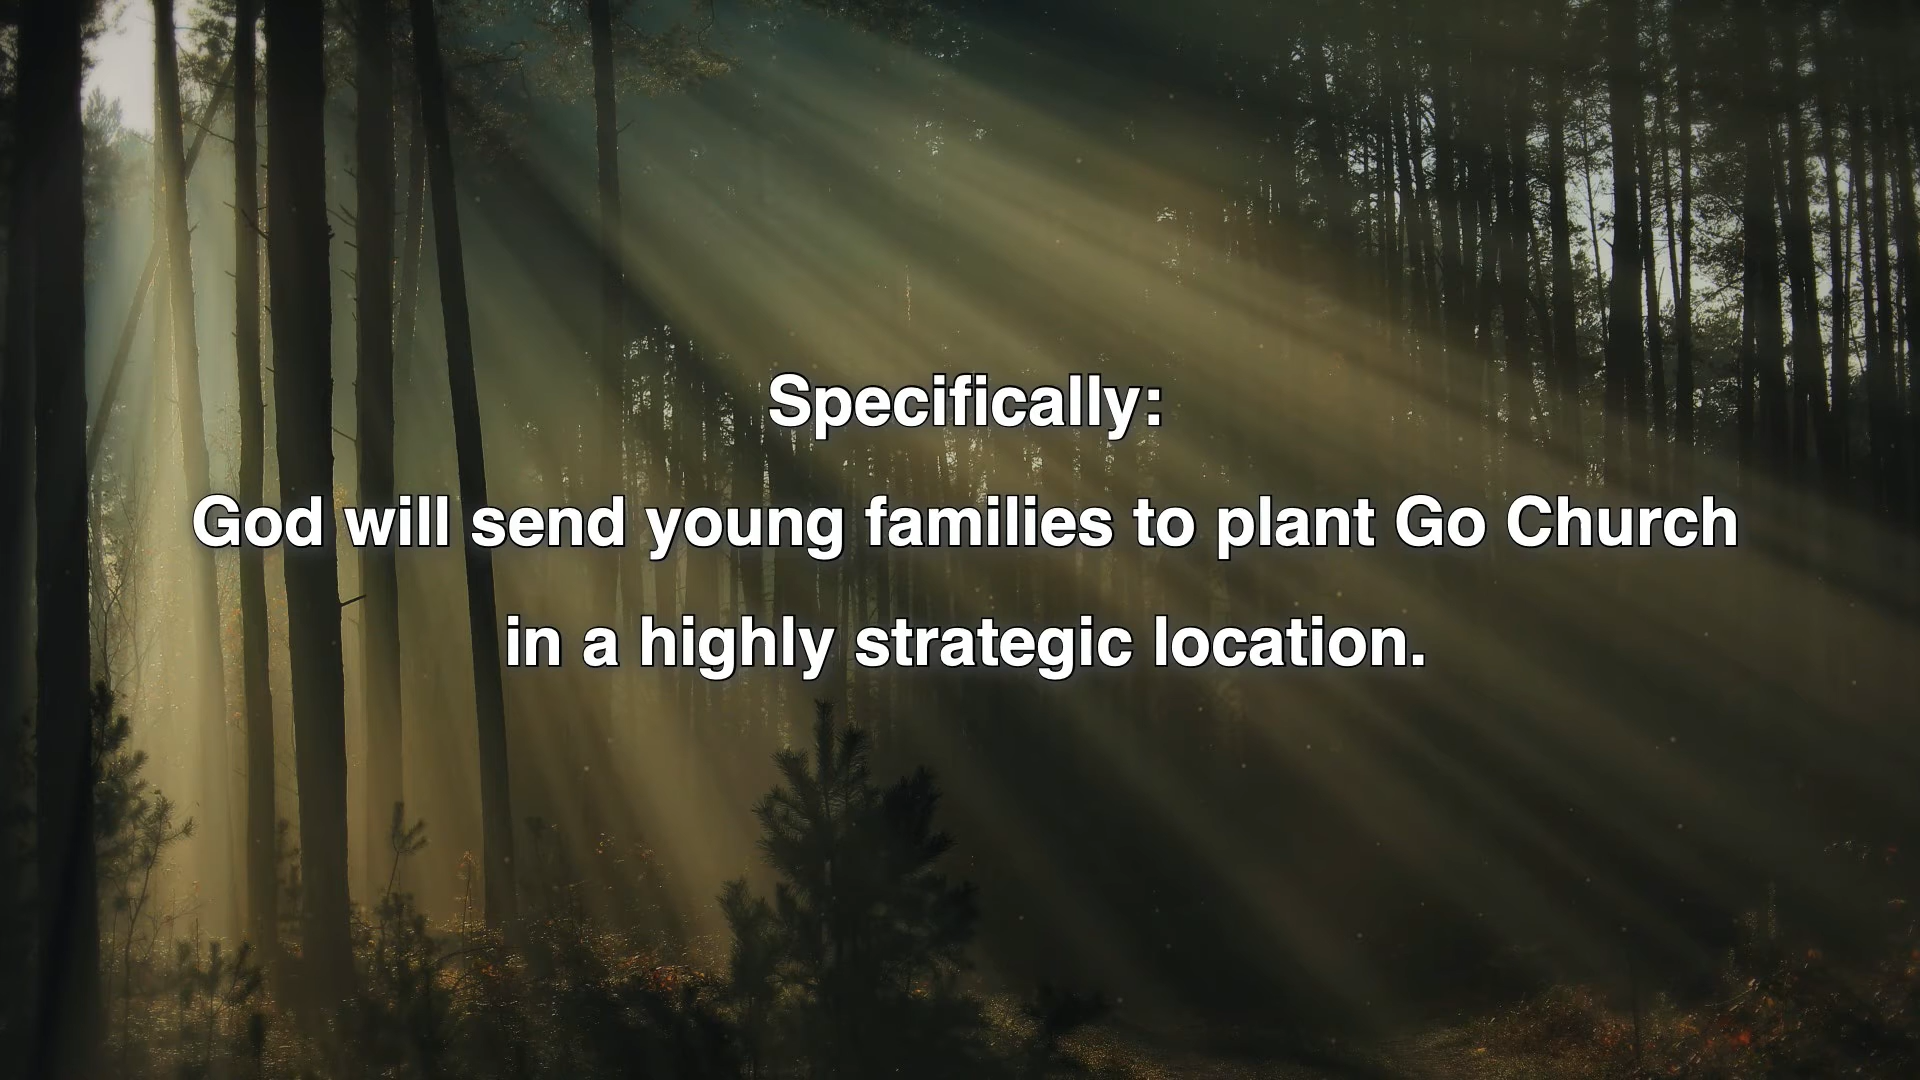 Specifically:
God will send young families to plant Go Church
in a highly strategic location.